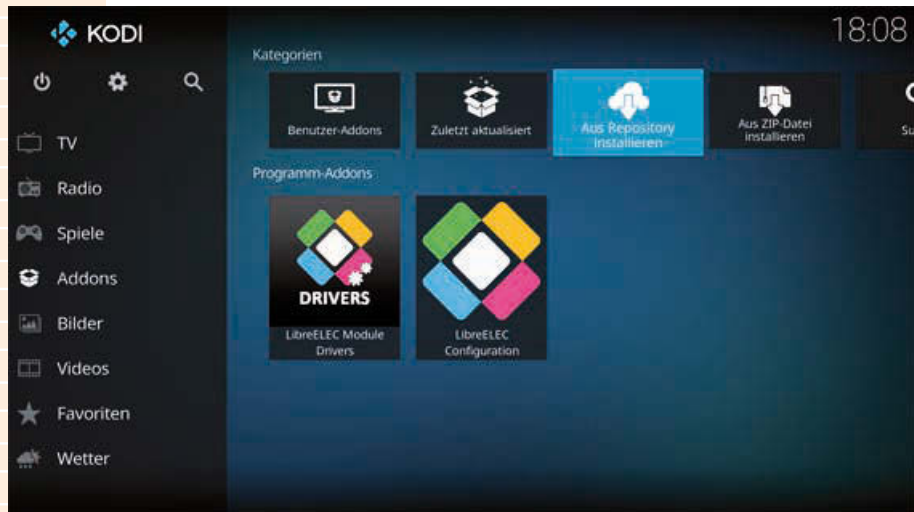 KODI
18:08
Kategorien
Benutzer-Addons
Zuletzt aktualisiert
Aus Repository
installieren
Aus ZIP-Datei
installieren
TV
Radio
Spiele
Addons
Bilder
Videos
Favoriten
Wetter
Programm-Addons
DRIVERS
LibreELEC Module
Drivers
LibreELEC
Configuration